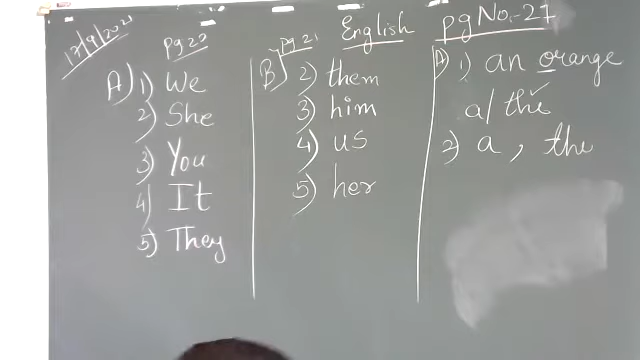 17/9/2021
English
pg 22
A) 1) We
2) She
3) You
4) It
5) They
pg 21
B) 2) them
3) him
4) us
5) her
pg No.-27
A) 1) an orange
a/the ✓
2) a, the